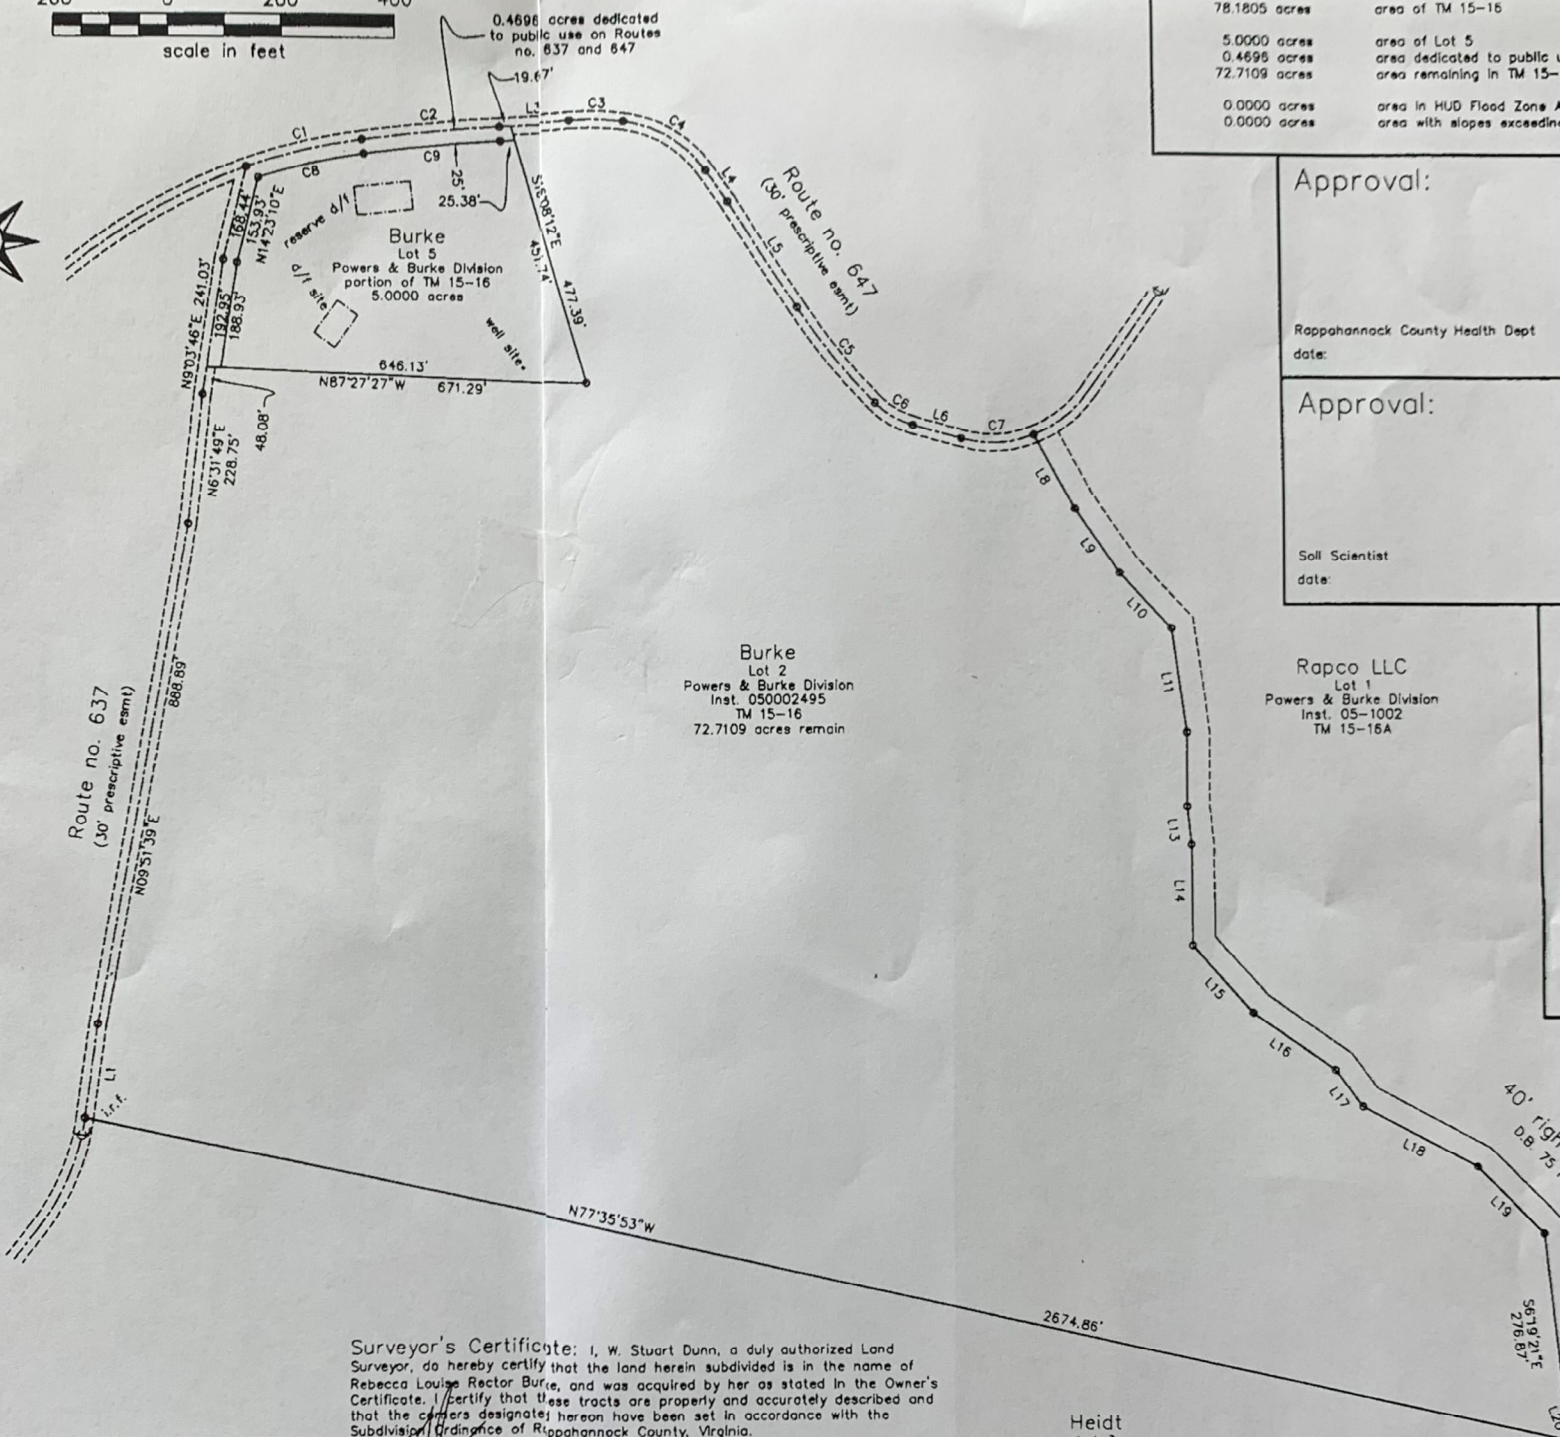 200 0 200 400
scale in feet
0.4696 acres dedicated
to public use on Routes
no. 637 and 647
19.67'
78.1805 acres area of TM 15-16
5.0000 acres area of Lot 5
0.4696 acres area dedicated to public
72.7109 acres area remaining in TM 15-
0.0000 acres area in HUD Flood Zone A
0.0000 acres area with slopes exceeding
C1
C2
L3
C3
C4
L4
L5
C5
C6
L6
C7
C8
C9
25'
25.38'
168.44'
153.93'
N14°23'10"E
reserve d/f
d/f site
Burke
Lot 5
Powers & Burke Division
portion of TM 15-16
5.0000 acres
well site
451.74'
477.39'
Route no. 647
(30' prescriptive esmt)
N9°03'46"E 241.03'
192.95'
188.93'
646.13'
N87°27'27"W 671.29'
48.08'
N6°31'49"E
228.75'
Approval:
Rappahannock County Health Dept
date:
Approval:
Soil Scientist
date:
L8
L9
L10
L11
L13
L14
L15
L16
L17
L18
L19
Burke
Lot 2
Powers & Burke Division
Inst. 050002495
TM 15-16
72.7109 acres remain
Rapco LLC
Lot 1
Powers & Burke Division
Inst. 05-1002
TM 15-16A
Route no. 637
(30' prescriptive esmt)
888.89'
N09°51'39"E
L1
i.r.f.
40'
D.B. 75
N77°35'53"W
2674.86'
276.87'
Surveyor's Certificate: I, W. Stuart Dunn, a duly authorized Land
Surveyor, do hereby certify that the land herein subdivided is in the name of
Rebecca Louise Rector Burke, and was acquired by her as stated in the Owner's
Certificate. I certify that these tracts are properly and accurately described and
that the corners designated hereon have been set in accordance with the
Subdivision Ordinance of Rappahannock County, Virginia.
Heidt